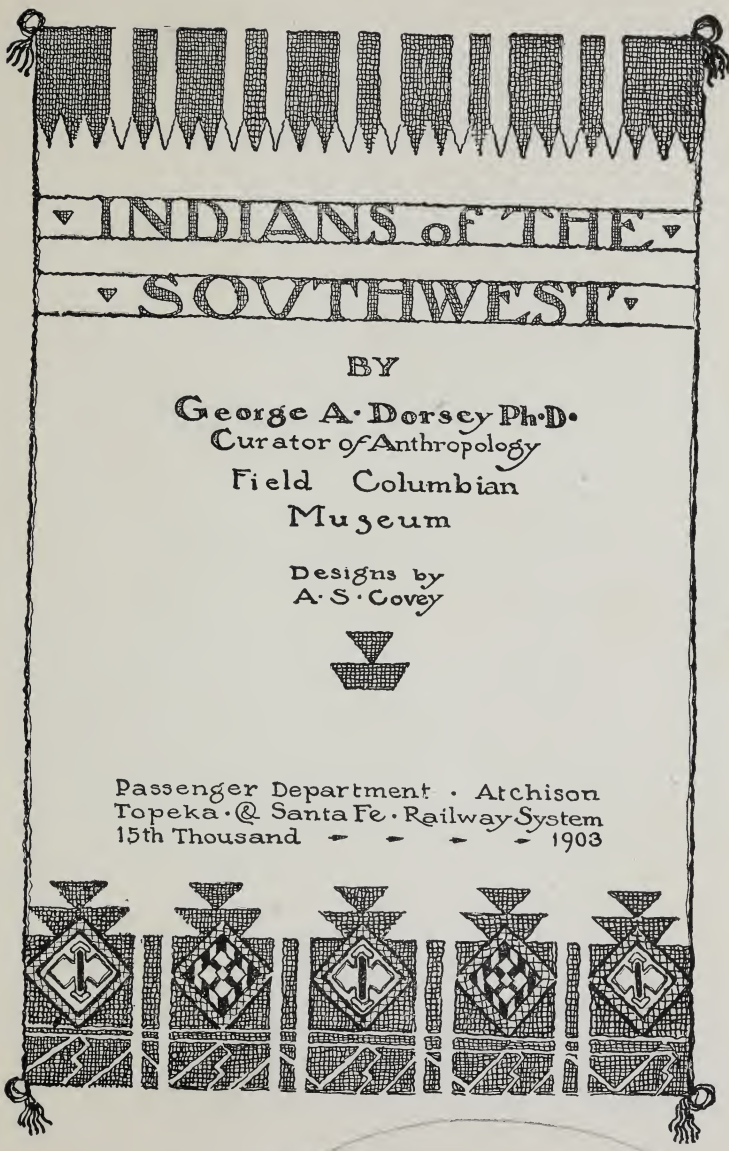 INDIANS of THE
SOVTHWEST
BY
George A. Dorsey Ph.D.
Curator of Anthropology
Field Columbian
Museum
Designs by
A. S. Covey
Passenger Department . Atchison
Topeka . & Santa Fe . Railway System
15th Thousand - - - - 1903